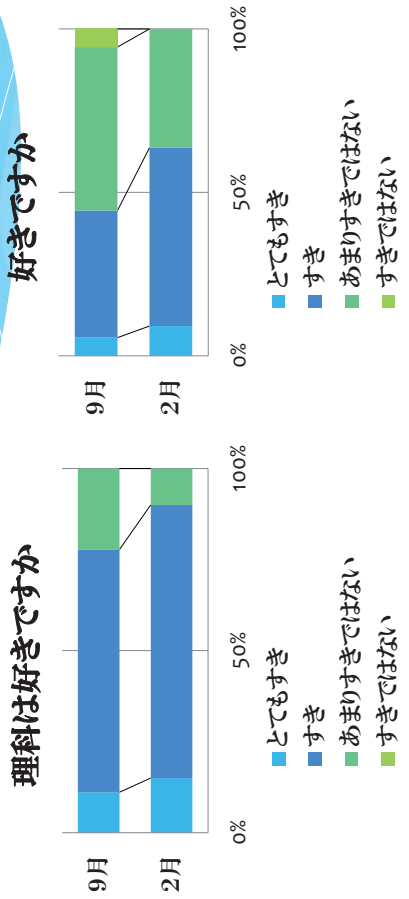 理科は好きですか
9月
2月
0%
50%
100%
とてもすき
すき
あまりすきではない
すきではない
好きですか
9月
2月
0%
50%
100%
とてもすき
すき
あまりすきではない
すきではない